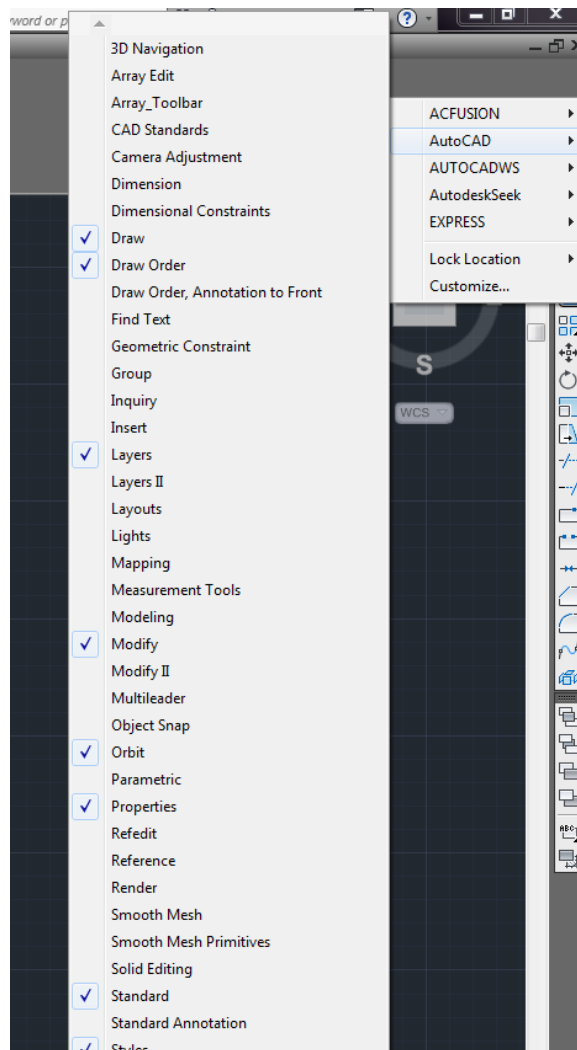 yword or p
?
3D Navigation
Array Edit
Array_Toolbar
CAD Standards
Camera Adjustment
Dimension
Dimensional Constraints
Draw
Draw Order
Draw Order, Annotation to Front
Find Text
Geometric Constraint
Group
Inquiry
Insert
Layers
Layers II
Layouts
Lights
Mapping
Measurement Tools
Modeling
Modify
Modify II
Multileader
Object Snap
Orbit
Parametric
Properties
Refedit
Reference
Render
Smooth Mesh
Smooth Mesh Primitives
Solid Editing
Standard
Standard Annotation
Styles
ACFUSION
AutoCAD
AUTOCADWS
AutodeskSeek
EXPRESS
Lock Location
Customize...
S
WCS
ABC